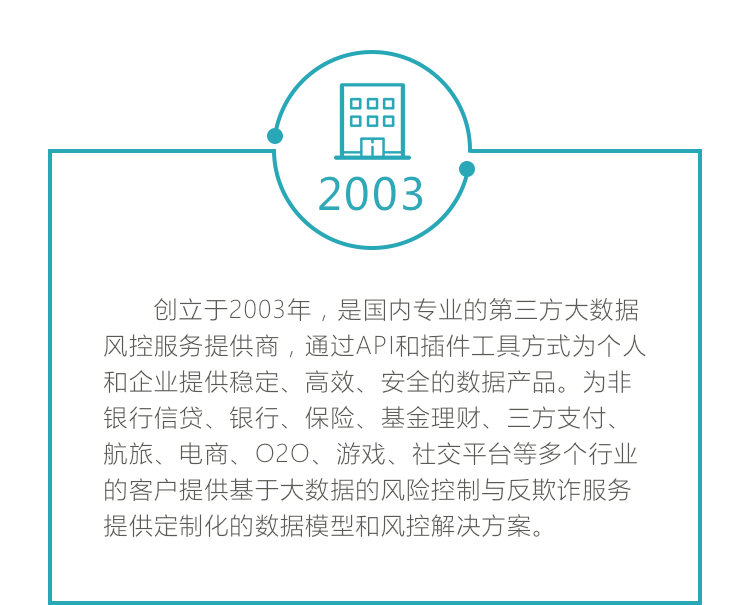 2003
创立于2003年，是国内专业的第三方大数据
风控服务提供商，通过API和插件工具方式为个人
和企业提供稳定、高效、安全的数据产品。为非
银行信贷、银行、保险、基金理财、三方支付、
航旅、电商、O2O、游戏、社交平台等多个行业
的客户提供基于大数据的风险控制与反欺诈服务
提供定制化的数据模型和风控解决方案。